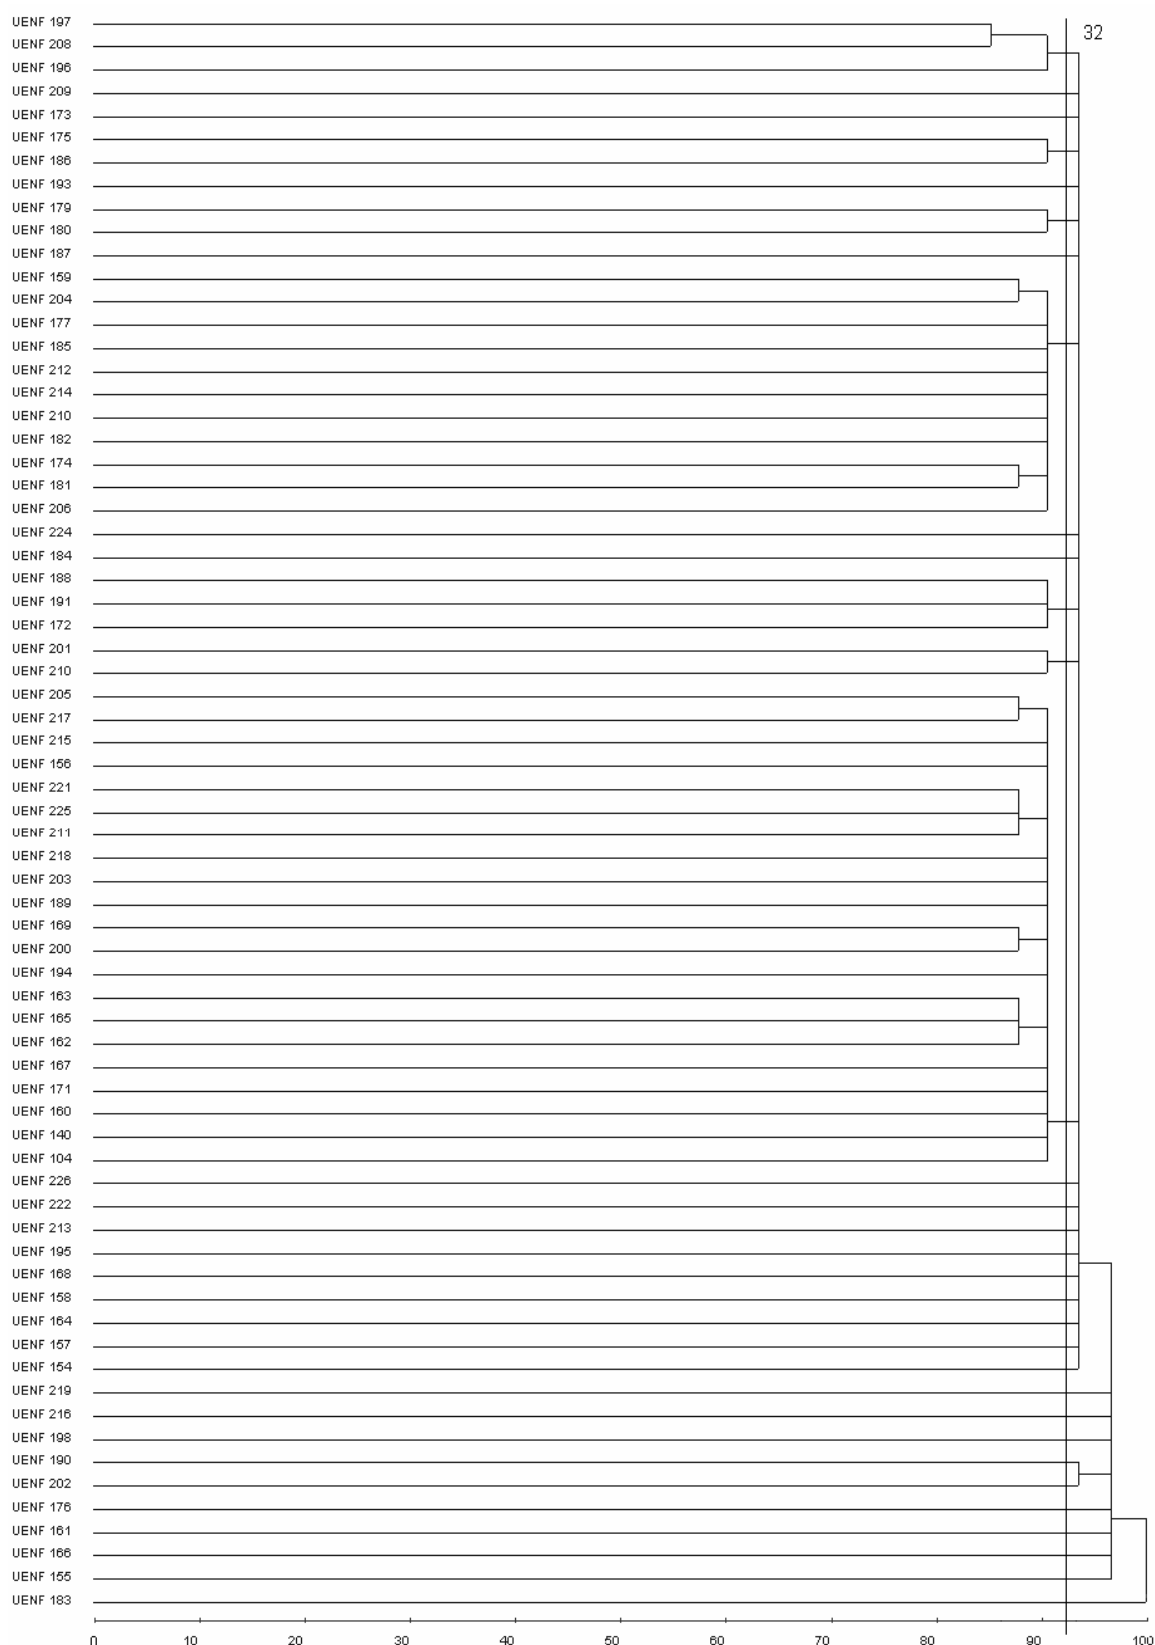 UENF 197
32
UENF 208
UENF 196
UENF 209
UENF 173
UENF 175
UENF 186
UENF 193
UENF 179
UENF 180
UENF 187
UENF 159
UENF 204
UENF 177
UENF 185
UENF 212
UENF 214
UENF 210
UENF 182
UENF 174
UENF 181
UENF 206
UENF 224
UENF 184
UENF 188
UENF 191
UENF 172
UENF 201
UENF 210
UENF 205
UENF 217
UENF 215
UENF 156
UENF 221
UENF 225
UENF 211
UENF 218
UENF 203
UENF 189
UENF 169
UENF 200
UENF 194
UENF 163
UENF 165
UENF 162
UENF 167
UENF 171
UENF 160
UENF 140
UENF 104
UENF 226
UENF 222
UENF 213
UENF 195
UENF 168
UENF 158
UENF 164
UENF 157
UENF 154
UENF 219
UENF 216
UENF 198
UENF 190
UENF 202
UENF 176
UENF 161
UENF 166
UENF 155
UENF 183
0 10 20 30 40 50 60 70 80 90 100